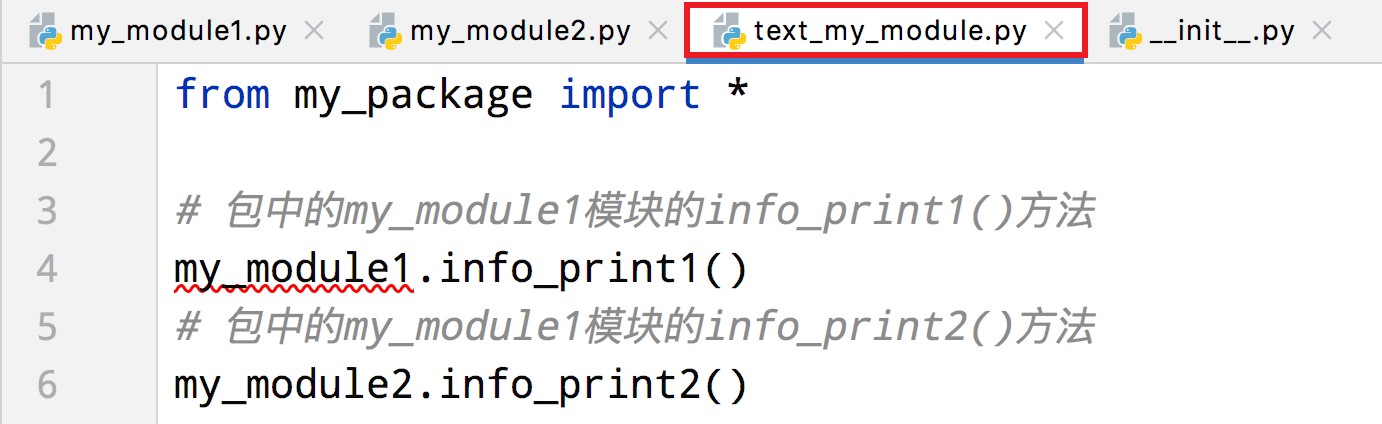 my_module1.py my_module2.py text_my_module.py __init__.py
1 from my_package import *
2
3 # 包中的my_module1模块的info_print1()方法
4 my_module1.info_print1()
5 # 包中的my_module1模块的info_print2()方法
6 my_module2.info_print2()